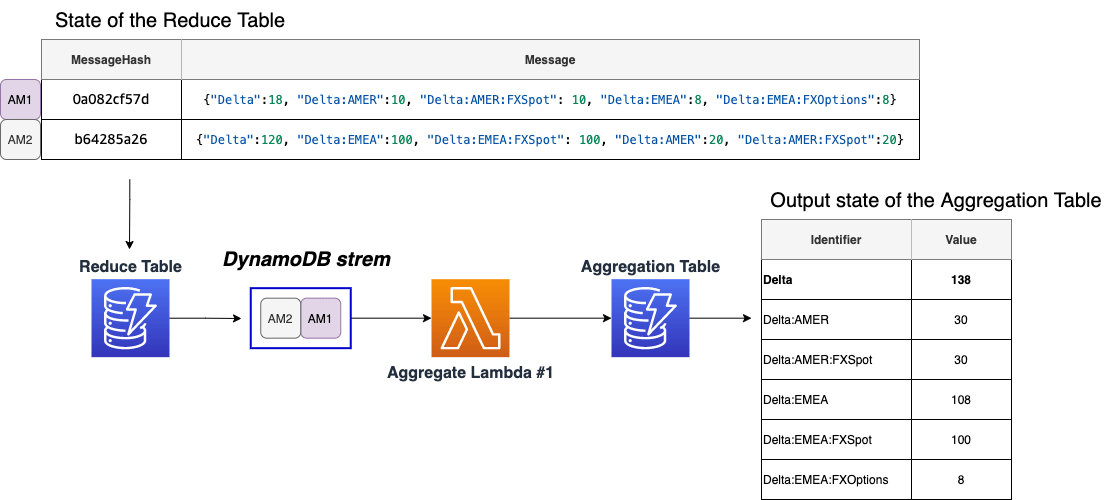 State of the Reduce Table
MessageHash Message
AM1 0a082cf57d {"Delta":18, "Delta:AMER":10, "Delta:AMER:FXSpot": 10, "Delta:EMEA":8, "Delta:EMEA:FXOptions":8}
AM2 b64285a26 {"Delta":120, "Delta:EMEA":100, "Delta:EMEA:FXSpot": 100, "Delta:AMER":20, "Delta:AMER:FXSpot":20}
Reduce Table
DynamoDB strem
AM2 AM1
Aggregate Lambda #1
Aggregation Table
Output state of the Aggregation Table
Identifier Value
Delta 138
Delta:AMER 30
Delta:AMER:FXSpot 30
Delta:EMEA 108
Delta:EMEA:FXSpot 100
Delta:EMEA:FXOptions 8